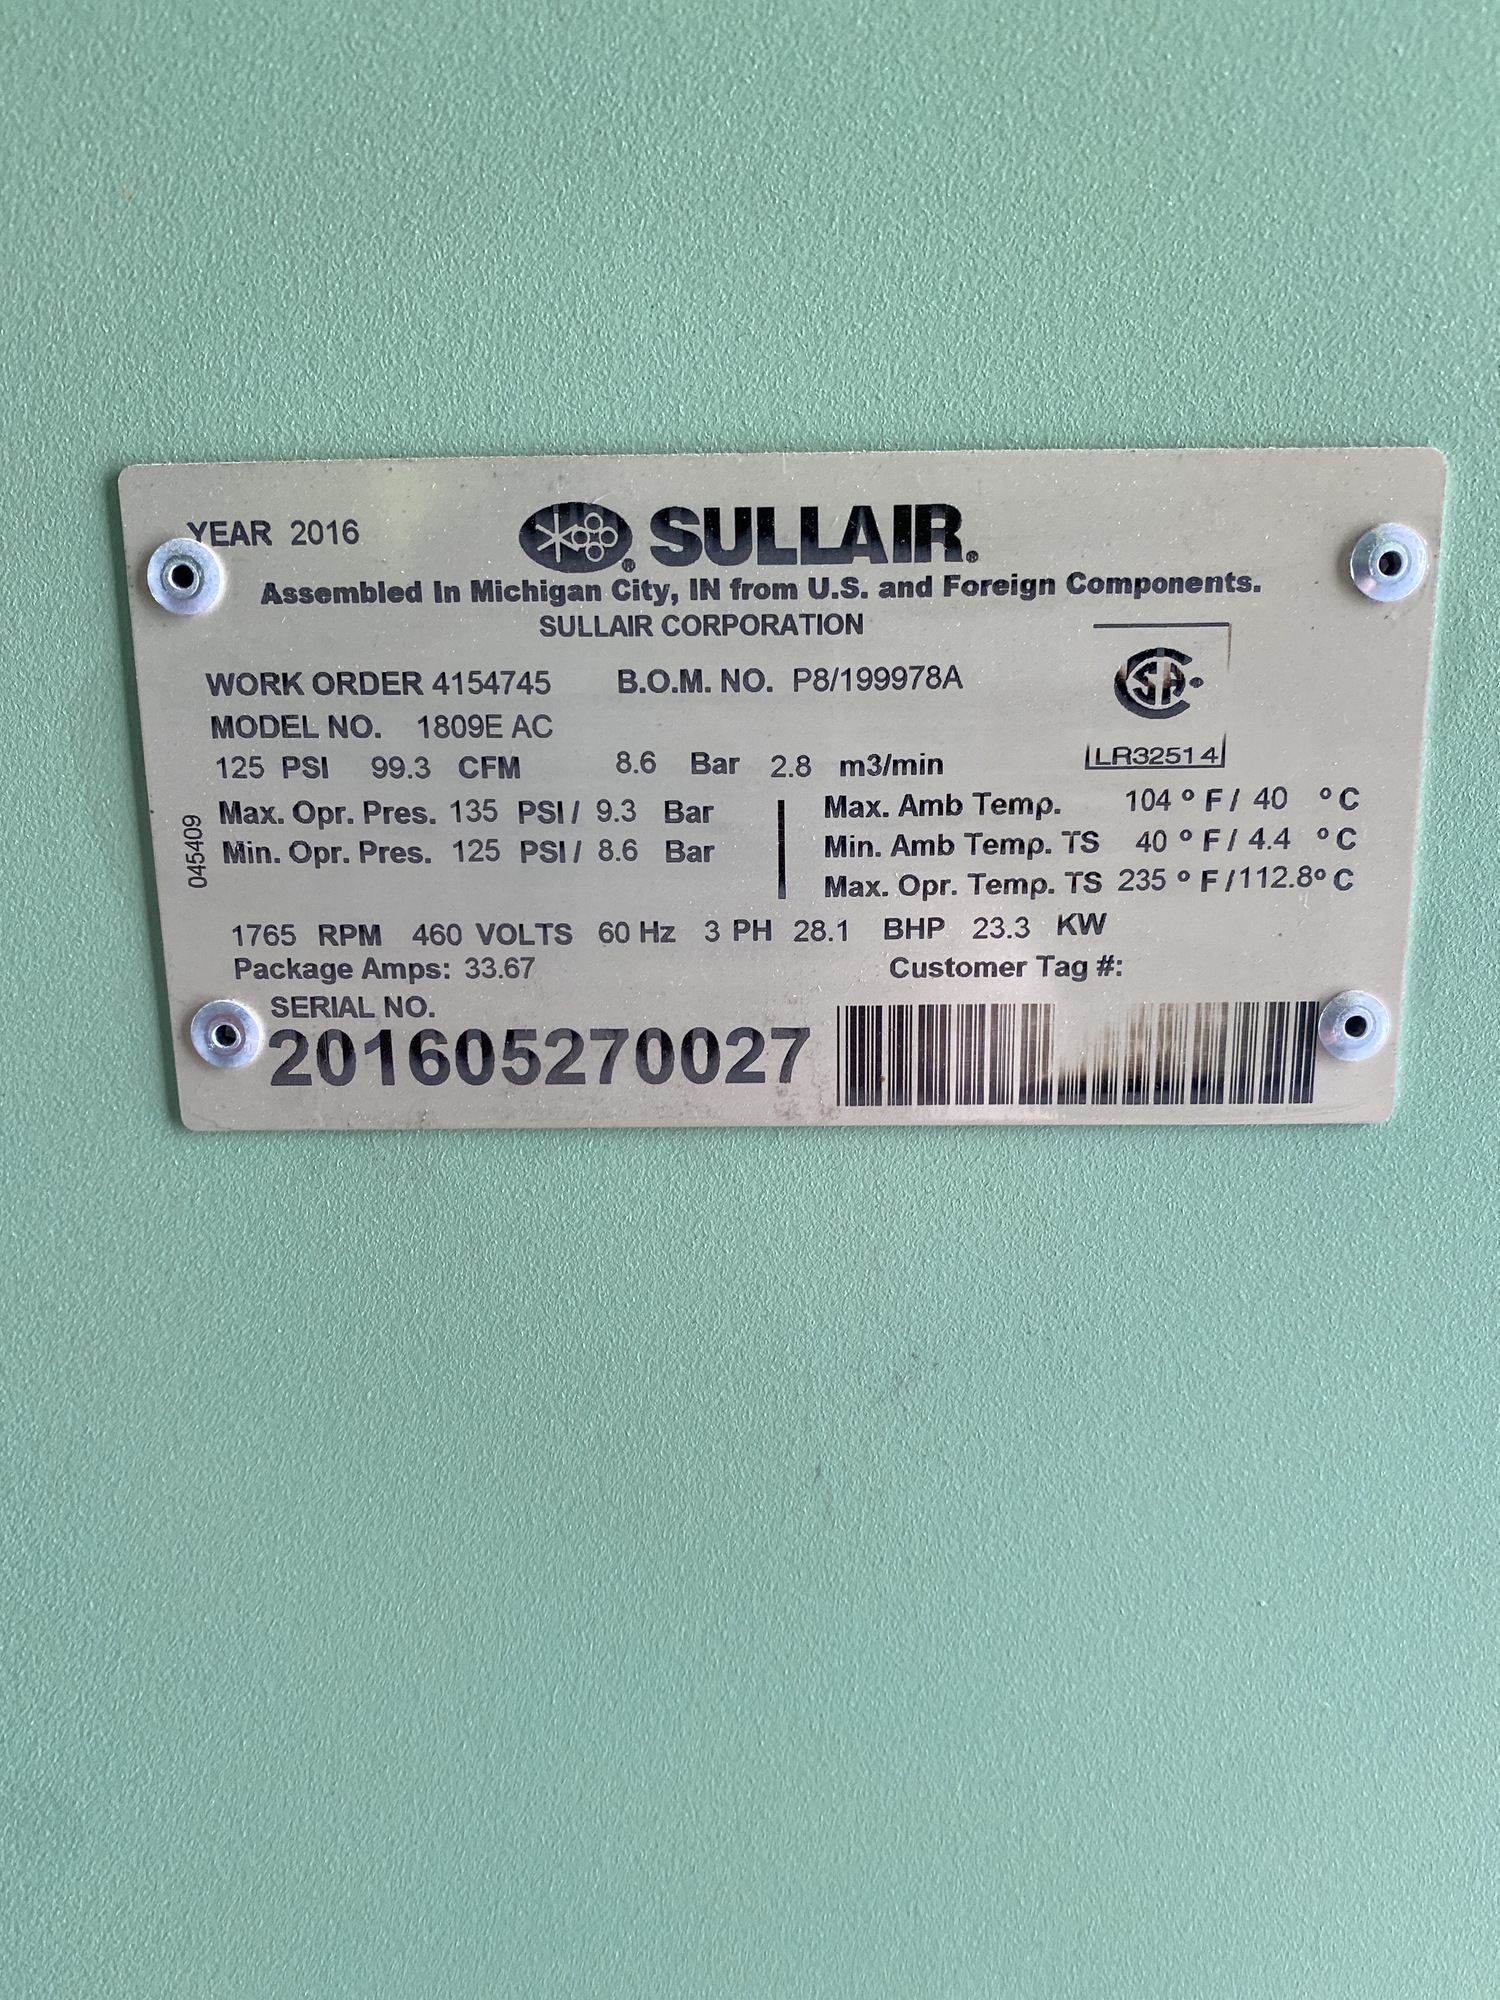 YEAR 2016
SULLAIR®
Assembled In Michigan City, IN from U.S. and Foreign Components.
SULLAIR CORPORATION
WORK ORDER 4154745 B.O.M. NO. P8/199978A
CSA
MODEL NO. 1809E AC
125 PSI 99.3 CFM 8.6 Bar 2.8 m3/min
LR32514
Max. Opr. Pres. 135 PSI / 9.3 Bar
Min. Opr. Pres. 125 PSI / 8.6 Bar
045409
Max. Amb Temp. 104 ° F / 40 ° C
Min. Amb Temp. TS 40 ° F / 4.4 ° C
Max. Opr. Temp. TS 235 ° F / 112.8° C
1765 RPM 460 VOLTS 60 Hz 3 PH 28.1 BHP 23.3 KW
Package Amps: 33.67 Customer Tag #:
SERIAL NO.
201605270027